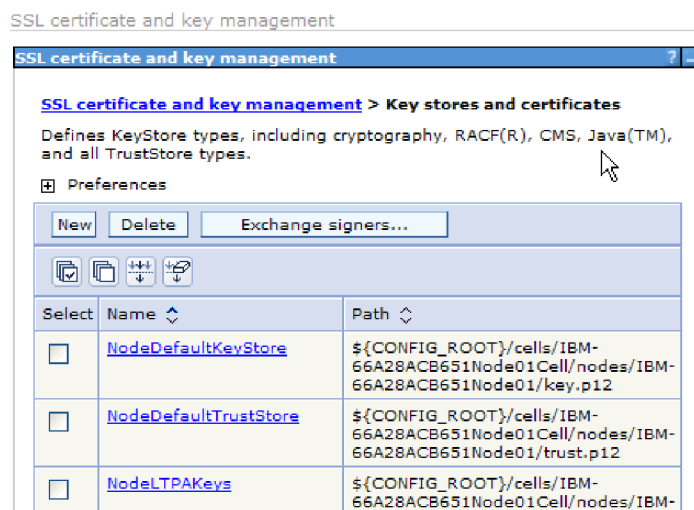 SSL certificate and key management
SSL certificate and key management ? -
SSL certificate and key management > Key stores and certificates
Defines KeyStore types, including cryptography, RACF(R), CMS, Java(TM),
and all TrustStore types.
+ Preferences
New Delete Exchange signers...
Select Name Path
NodeDefaultKeyStore ${CONFIG_ROOT}/cells/IBM-
66A28ACB651Node01Cell/nodes/IBM-
66A28ACB651Node01/key.p12
NodeDefaultTrustStore ${CONFIG_ROOT}/cells/IBM-
66A28ACB651Node01Cell/nodes/IBM-
66A28ACB651Node01/trust.p12
NodeLTPAKeys ${CONFIG_ROOT}/cells/IBM-
66A28ACB651Node01Cell/nodes/IBM-